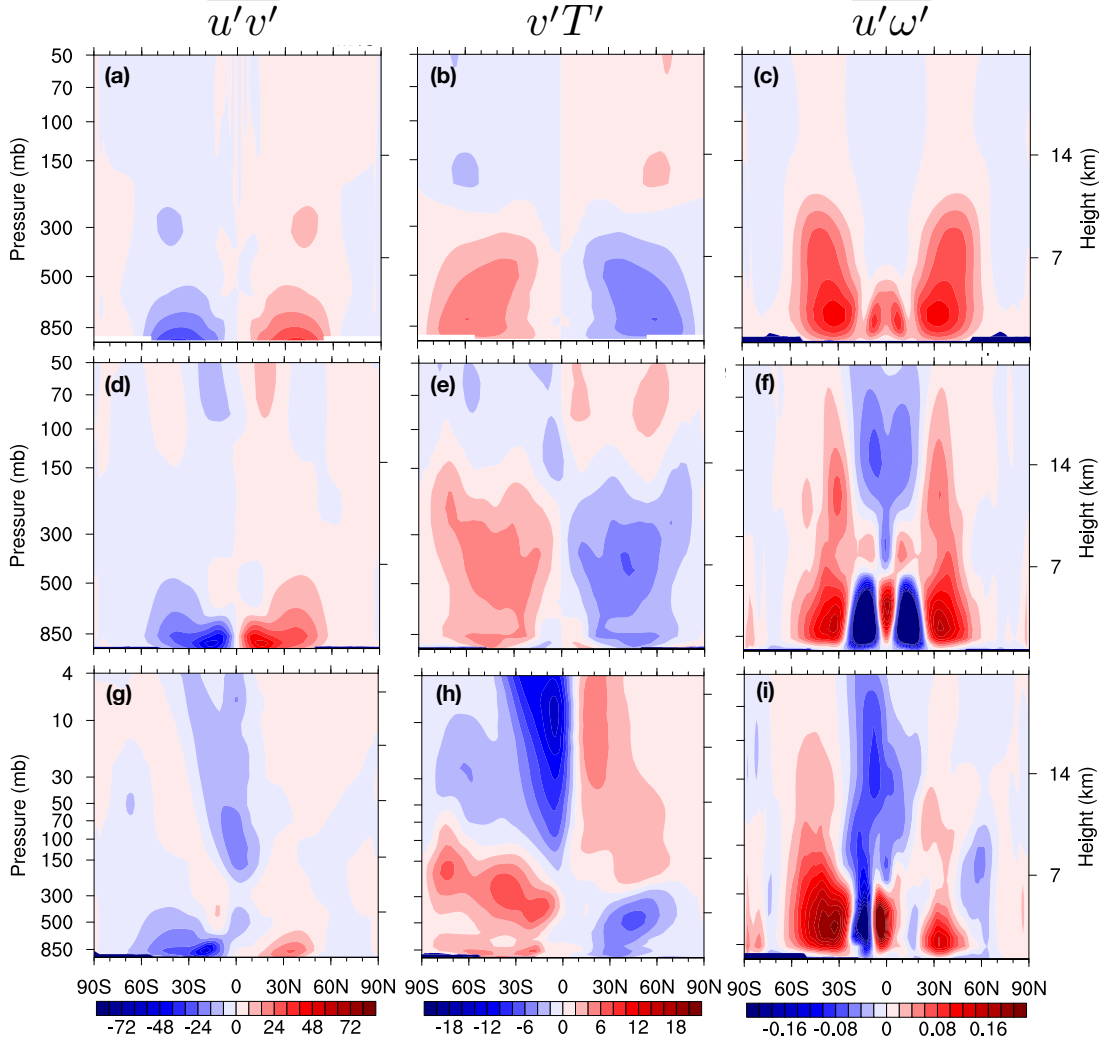 u'v' v'T' u'ω'
50 (a) (b) (c)
70
100
150 14
300
500 7
850
Pressure (mb) Height (km)
50 (d) (e) (f)
70
100
150 14
300
500 7
850
Pressure (mb) Height (km)
4 (g) (h) (i)
10
30 14
50
100
150 7
300
500
850
Pressure (mb) Height (km)
90S 60S 30S 0 30N 60N 90N 90S 60S 30S 0 30N 60N 90N 90S 60S 30S 0 30N 60N 90N
-72 -48 -24 0 24 48 72 -18 -12 -6 0 6 12 18 -0.16 -0.08 0 0.08 0.16